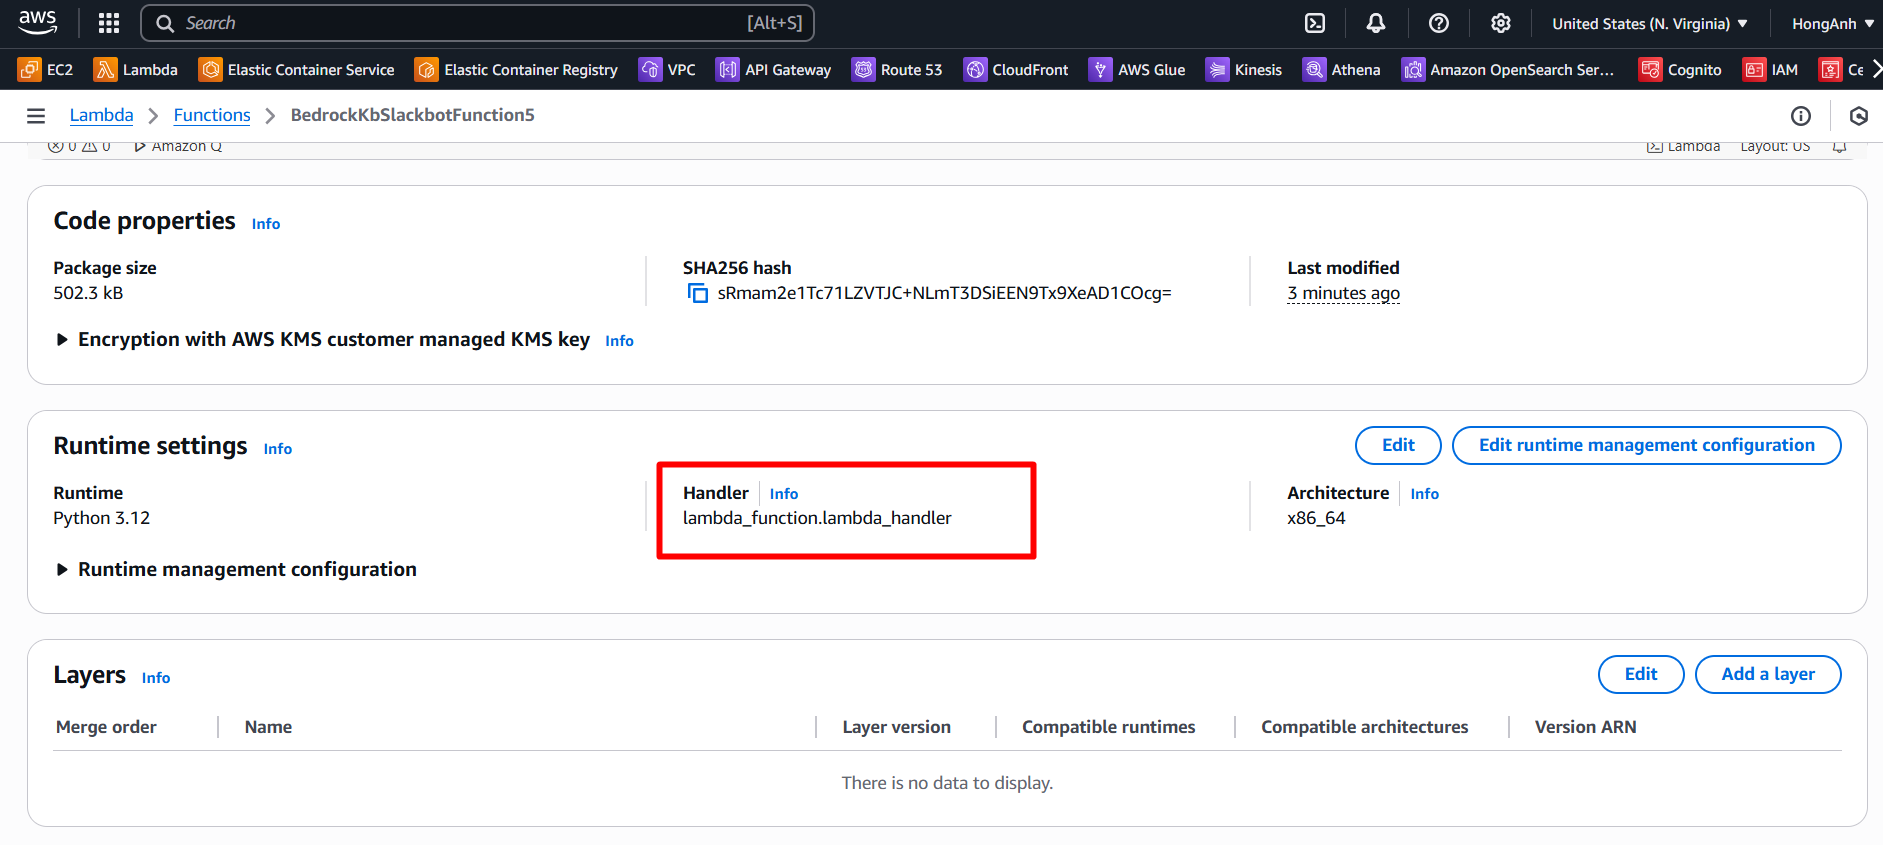 aws
Search [Alt+S] United States (N. Virginia) HongAnh
EC2 Lambda Elastic Container Service Elastic Container Registry VPC API Gateway Route 53 CloudFront AWS Glue Kinesis Athena Amazon OpenSearch Ser... Cognito IAM Ce
Lambda Functions BedrockKbSlackbotFunction5
0 0 Amazon Q Lambda Layout: US
Code properties Info
Package size SHA256 hash Last modified
502.3 kB sRmam2e1Tc71LZVTJC+NLmT3DSiEEN9Tx9XeAD1COcg= 3 minutes ago
Encryption with AWS KMS customer managed KMS key Info
Runtime settings Info Edit Edit runtime management configuration
Runtime Handler Info Architecture Info
Python 3.12 lambda_function.lambda_handler x86_64
Runtime management configuration
Layers Info Edit Add a layer
Merge order Name Layer version Compatible runtimes Compatible architectures Version ARN
There is no data to display.